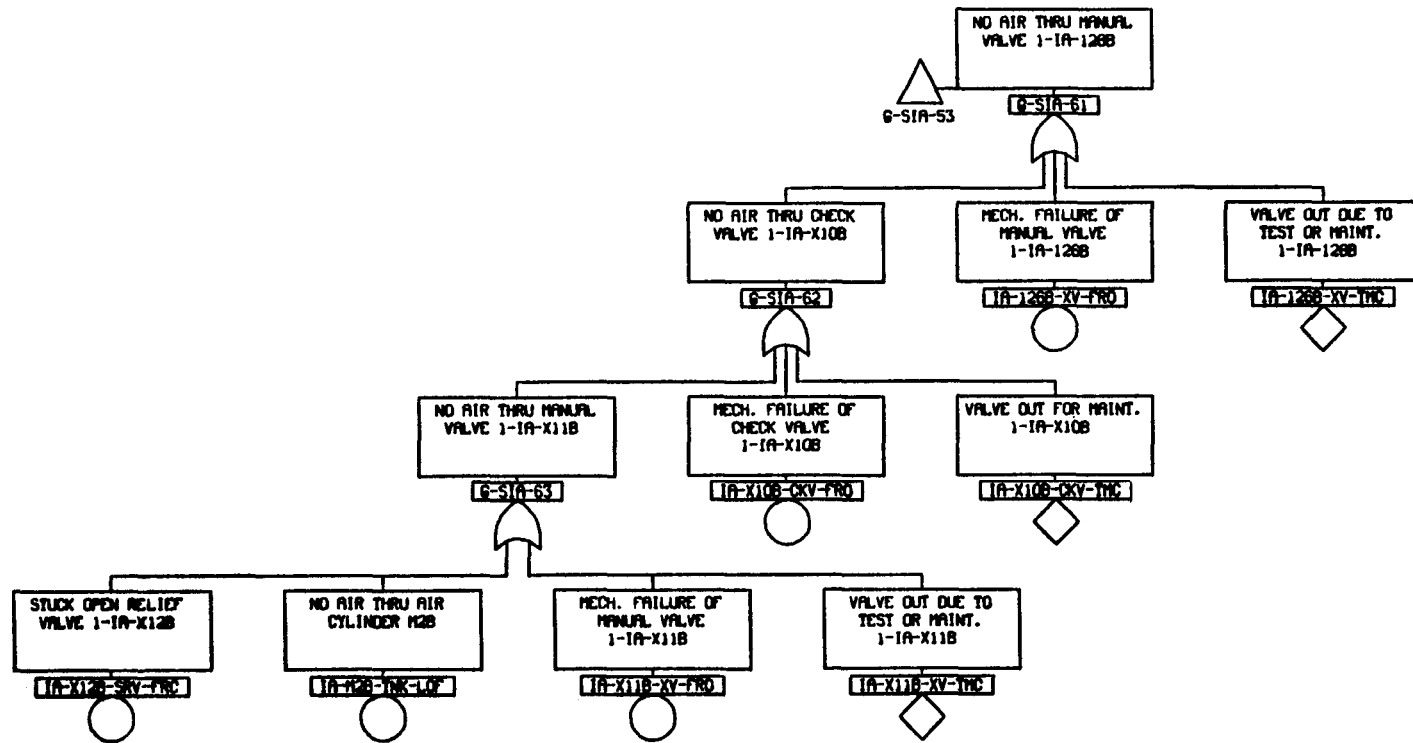 NO AIR THRU MANUAL
VALVE 1-IA-126B
G-SIA-53
G-SIA-61
NO AIR THRU CHECK
VALVE 1-IA-X10B
MECH. FAILURE OF
MANUAL VALVE
1-IA-126B
VALVE OUT DUE TO
TEST OR MAINT.
1-IA-126B
G-SIA-62
IA-126B-XV-FRO
IA-126B-XV-TMC
NO AIR THRU MANUAL
VALVE 1-IA-X11B
MECH. FAILURE OF
CHECK VALVE
1-IA-X10B
VALVE OUT FOR MAINT.
1-IA-X10B
G-SIA-63
IA-X10B-CKV-FRO
IA-X10B-CKV-TMC
STUCK OPEN RELIEF
VALVE 1-IA-X12B
NO AIR THRU AIR
CYLINDER M2B
MECH. FAILURE OF
MANUAL VALVE
1-IA-X11B
VALVE OUT DUE TO
TEST OR MAINT.
1-IA-X11B
IA-X12B-SRV-FRC
IA-M2B-TNK-LOF
IA-X11B-XV-FRO
IA-X11B-XV-TMC